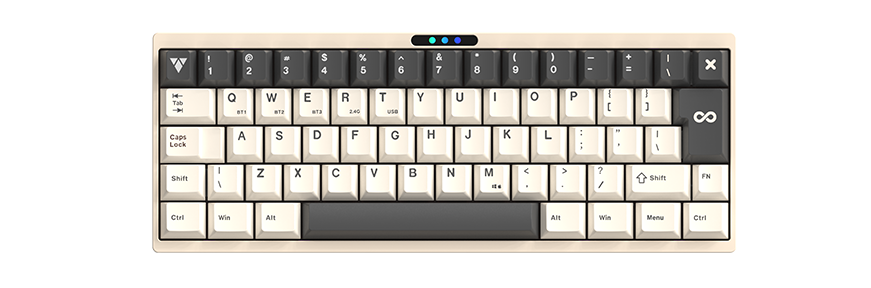 ! @ # $ % ^ & * ( ) _ + |
1 2 3 4 5 6 7 8 9 0 - = \
Tab Q W E R T Y U I O P { }
BT1 BT2 BT3 2.4G USB [ ]
Caps Lock A S D F G H J K L : " |
; ' \
Shift | Z X C V B N M < > ? Shift FN
\ , . /
Ctrl Win Alt Alt Win Menu Ctrl